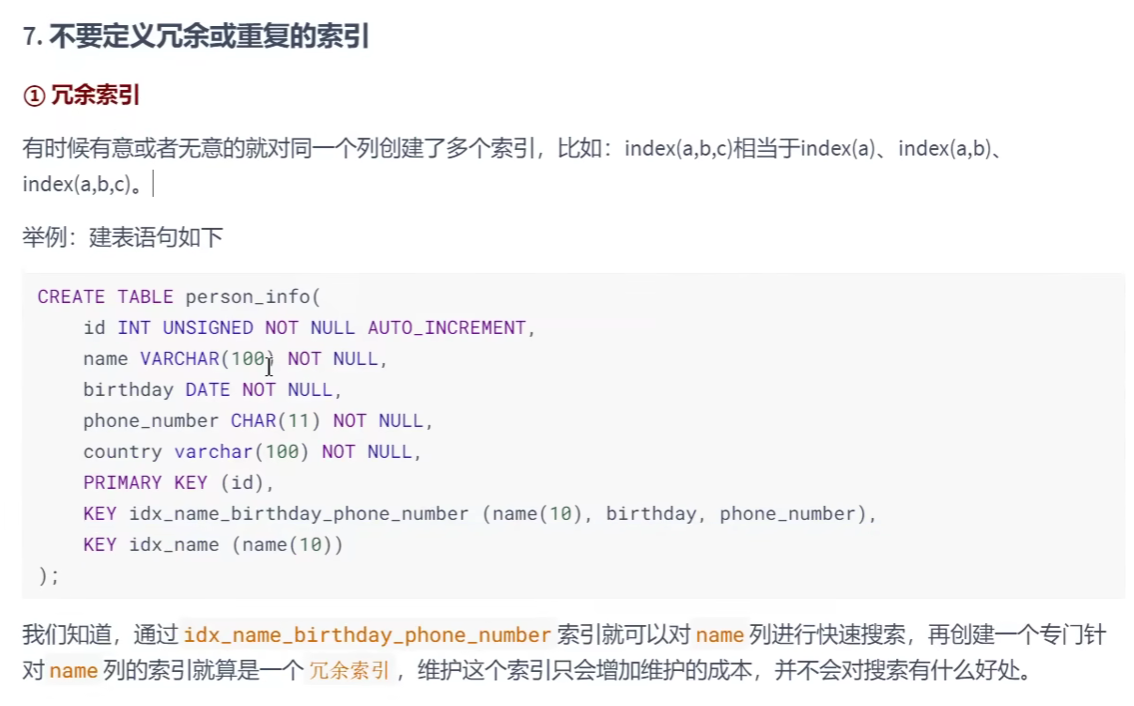 7. 不要定义冗余或重复的索引
① 冗余索引
有时候有意或者无意的就对同一个列创建了多个索引，比如：index(a,b,c)相当于index(a)、index(a,b)、
index(a,b,c)。
举例：建表语句如下
CREATE TABLE person_info(
    id INT UNSIGNED NOT NULL AUTO_INCREMENT,
    name VARCHAR(100) NOT NULL,
    birthday DATE NOT NULL,
    phone_number CHAR(11) NOT NULL,
    country varchar(100) NOT NULL,
    PRIMARY KEY (id),
    KEY idx_name_birthday_phone_number (name(10), birthday, phone_number),
    KEY idx_name (name(10))
);
我们知道，通过 idx_name_birthday_phone_number 索引就可以对 name 列进行快速搜索，再创建一个专门针
对 name 列的索引就算是一个 冗余索引 ，维护这个索引只会增加维护的成本，并不会对搜索有什么好处。